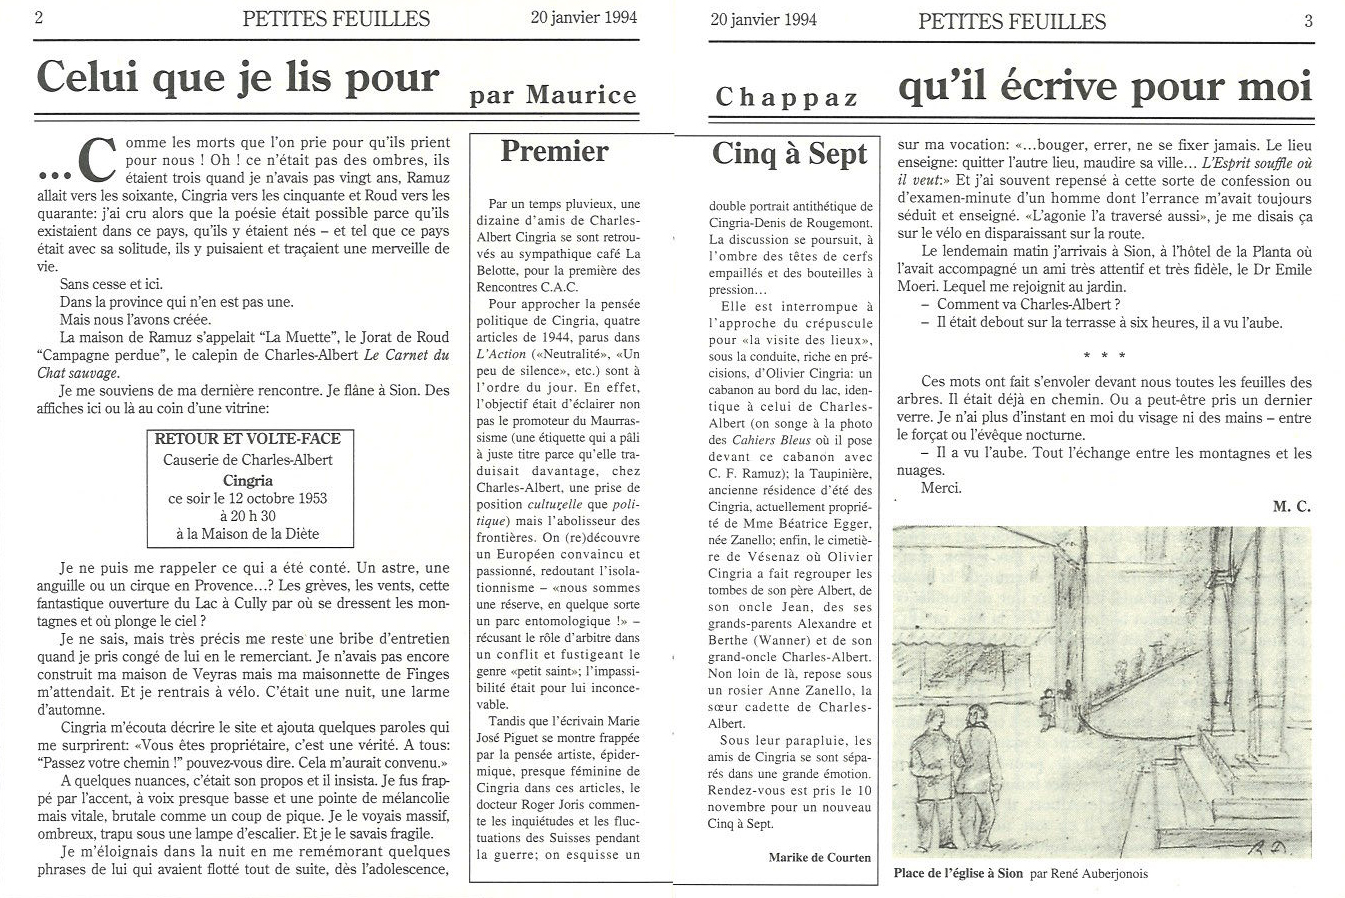 2
PETITES FEUILLES
20 janvier 1994
20 janvier 1994
PETITES FEUILLES
3
Celui que je lis pour
qu’il écrive pour moi
par Maurice
Chappaz
...Comme les morts que l’on prie pour qu’ils prient
pour nous ! Oh ! ce n’était pas des ombres, ils
étaient trois quand je n’avais pas vingt ans, Ramuz
allait vers les soixante, Cingria vers les cinquante et Roud vers les
quarante: j’ai cru alors que la poésie était possible parce qu’ils
existaient dans ce pays, qu’ils y étaient nés – et tel que ce pays
était avec sa solitude, ils y puisaient et traçaient une merveille de
vie.
Sans cesse et ici.
Dans la province qui n’en est pas une.
Mais nous l’avons créée.
La maison de Ramuz s’appelait “La Muette”, le Jorat de Roud
“Campagne perdue”, le calepin de Charles-Albert Le Carnet du
Chat sauvage.
Je me souviens de ma dernière rencontre. Je flâne à Sion. Des
affiches ici ou là au coin d’une vitrine:
RETOUR ET VOLTE-FACE
Causerie de Charles-Albert
Cingria
ce soir le 12 octobre 1953
à 20 h 30
à la Maison de la Diète
Je ne puis me rappeler ce qui a été conté. Un astre, une
anguille ou un cirque en Provence...? Les grèves, les vents, cette
fantastique ouverture du Lac à Cully par où se dressent les mon-
tagnes et où plonge le ciel ?
Je ne sais, mais très précis me reste une bribe d’entretien
quand je pris congé de lui en le remerciant. Je n’avais pas encore
construit ma maison de Veyras mais ma maisonnette de Finges
m’attendait. Et je rentrais à vélo. C’était une nuit, une larme
d’automne.
Cingria m’écouta décrire le site et ajouta quelques paroles qui
me surprirent: «Vous êtes propriétaire, c’est une vérité. A tous:
“Passez votre chemin !” pouvez-vous dire. Cela m’aurait convenu.»
A quelques nuances, c’était son propos et il insista. Je fus frap-
pé par l’accent, à voix presque basse et une pointe de mélancolie
mais vitale, brutale comme un coup de pique. Je le voyais massif,
ombreux, trapu sous une lampe d’escalier. Et je le savais fragile.
Je m’éloignais dans la nuit en me remémorant quelques
phrases de lui qui avaient flotté tout de suite, dès l’adolescence,
sur ma vocation: «...bouger, errer, ne se fixer jamais. Le lieu
enseigne: quitter l’autre lieu, maudire sa ville... L’Esprit souffle où
il veut:» Et j’ai souvent repensé à cette sorte de confession ou
d’examen-minute d’un homme dont l’errance m’avait toujours
séduit et enseigné. «L’agonie l’a traversé aussi», je me disais ça
sur le vélo en disparaissant sur la route.
Le lendemain matin j’arrivais à Sion, à l’hôtel de la Planta où
l’avait accompagné un ami très attentif et très fidèle, le Dr Emile
Moeri. Lequel me rejoignit au jardin.
– Comment va Charles-Albert ?
– Il était debout sur la terrasse à six heures, il a vu l’aube.
* * *
Ces mots ont fait s’envoler devant nous toutes les feuilles des
arbres. Il était déjà en chemin. Ou a peut-être pris un dernier
verre. Je n’ai plus d’instant en moi du visage ni des mains – entre
le forçat ou l’évêque nocturne.
– Il a vu l’aube. Tout l’échange entre les montagnes et les
nuages.
Merci.
M. C.
Premier
Cinq à Sept
Par un temps pluvieux, une
dizaine d’amis de Charles-
Albert Cingria se sont retrou-
vés au sympathique café La
Belotte, pour la première des
Rencontres C.A.C.
Pour approcher la pensée
politique de Cingria, quatre
articles de 1944, parus dans
L’Action («Neutralité», «Un
peu de silence», etc.) sont à
l’ordre du jour. En effet,
l’objectif était d’éclairer non
pas le promoteur du Maurras-
sisme (une étiquette qui a pâli
à juste titre parce qu’elle tra-
duisait davantage, chez
Charles-Albert, une prise de
position culturelle que poli-
tique) mais l’abolisseur des
frontières. On (re)découvre
un Européen convaincu et
passionné, redoutant l’isola-
tionnisme – «nous sommes
une réserve, en quelque sorte
un parc entomologique !» –
récusant le rôle d’arbitre dans
un conflit et fustigeant le
genre «petit saint»; l’impassi-
bilité était pour lui inconce-
vable.
Tandis que l’écrivain Marie
José Piguet se montre frappée
par la pensée artiste, épider-
mique, presque féminine de
Cingria dans ces articles, le
docteur Roger Joris commen-
te les inquiétudes et les fluc-
tuations des Suisses pendant
la guerre; on esquisse un
double portrait antithétique de
Cingria-Denis de Rougemont.
La discussion se poursuit, à
l’ombre des têtes de cerfs
empaillés et des bouteilles à
pression...
Elle est interrompue à
l’approche du crépuscule
pour «la visite des lieux»,
sous la conduite, riche en pré-
cisions, d’Olivier Cingria: un
cabanon au bord du lac, iden-
tique à celui de Charles-
Albert (on songe à la photo
des Cahiers Bleus où il pose
devant ce cabanon avec
C. F. Ramuz); la Taupinière,
ancienne résidence d’été des
Cingria, actuellement proprié-
té de Mme Béatrice Egger,
née Zanello; enfin, le cimetiè-
re de Vésenaz où Olivier
Cingria a fait regrouper les
tombes de son père Albert, de
son oncle Jean, des ses
grands-parents Alexandre et
Berthe (Wanner) et de son
grand-oncle Charles-Albert.
Non loin de là, repose sous
un rosier Anne Zanello, la
sœur cadette de Charles-
Albert.
Sous leur parapluie, les
amis de Cingria se sont sépa-
rés dans une grande émotion.
Rendez-vous est pris le 10
novembre pour un nouveau
Cinq à Sept.
Marike de Courten
Place de l’église à Sion par René Auberjonois